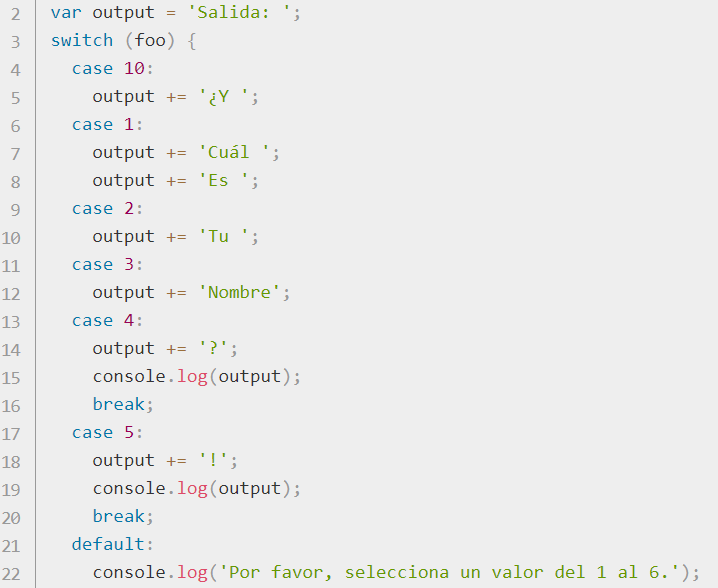 2 var output = 'Salida: ';
3 switch (foo) {
4   case 10:
5     output += '¿Y ';
6   case 1:
7     output += 'Cuál ';
8     output += 'Es ';
9   case 2:
10     output += 'Tu ';
11   case 3:
12     output += 'Nombre';
13   case 4:
14     output += '?';
15     console.log(output);
16     break;
17   case 5:
18     output += '!';
19     console.log(output);
20     break;
21   default:
22     console.log('Por favor, selecciona un valor del 1 al 6.');